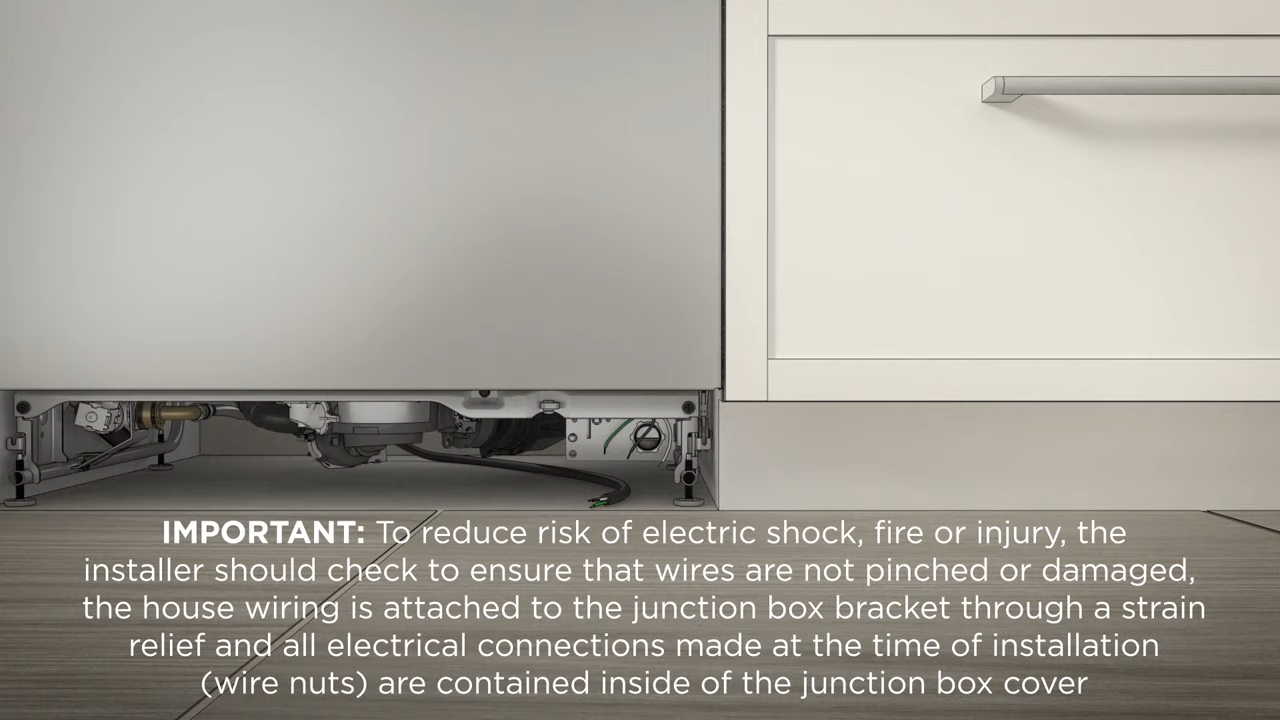 IMPORTANT: To reduce risk of electric shock, fire or injury, the
installer should check to ensure that wires are not pinched or damaged,
the house wiring is attached to the junction box bracket through a strain
relief and all electrical connections made at the time of installation
(wire nuts) are contained inside of the junction box cover